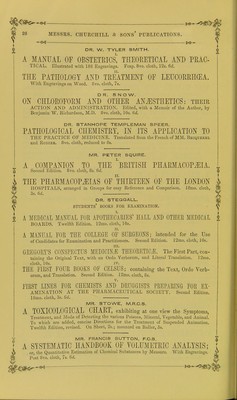 30 MESSRS. CHURCHILL & SONS' PUBLICATIONS.
DR. W. TYLER SMITH.
A MANUAL OF OBSTETRICS, THEORETICAL AND PRAC-
TICAL. Illustrated with 186 Engravings. Fcap. 8vo. cloth, 12s. 6d.
II.
THE PATHOLOGY AND TREATMENT OF LEUCORRHŒA.
With Engravings on Wood. 8vo. cloth, 7s.
DR. SNOW.
ON CHLOROFORM AND OTHER ANÆSTHETICS: THEIR
ACTION AND ADMINISTRATION. Edited, with a Memoir of the Author, by
Benjamin W. Richardson, M.D. 8vo. cloth, 10s. 6d.
DR. STANHOPE TEMPLEMAN SPEER.
PATHOLOGICAL CHEMISTRY, IN ITS APPLICATION TO
THE PRACTICE OF MEDICINE. Translated from the French of MM. Becquerel
and Rodier. 8vo. cloth, reduced to 8s.
MR. PETER SQUIRE.
I.
A COMPANION TO THE BRITISH PHARMACOPÆIA.
Second Edition. 8vo. cloth, 8s. 6d.
II.
THE PHARMACOPÆIAS OF THIRTEEN OF THE LONDON
HOSPITALS, arranged in Groups for easy Reference and Comparison. 18mo. cloth,
3s. 6d.
DR. STEGGALL.
STUDENTS' BOOKS FOR EXAMINATION.
I.
A MEDICAL MANUAL FOR APOTHECARIES' HALL AND OTHER MEDICAL
BOARDS. Twelfth Edition. 12mo. cloth, 10s.
II.
A MANUAL FOR THE COLLEGE OF SURGEONS; intended for the Use
of Candidates for Examination and Practitioners. Second Edition. 12mo. cloth, 10s.
III.
GREGORY'S CONSPECTUS MEDICINÆ THEORETICÆ. The First Part, con-
taining the Original Text, with an Ordo Verborum, and Literal Translation. 12mo.
cloth, 10s.
IV.
THE FIRST FOUR BOOKS OF CELSUS; containing the Text, Ordo Verb-
orum, and Translation. Second Edition. 12mo. cloth, 8s.
V.
FIRST LINES FOR CHEMISTS AND DRUGGISTS PREPARING FOR EX-
AMINATION AT THE PHARMACEUTICAL SOCIETY. Second Edition.
18mo. cloth, 3s. 6d.
MR. STOWE, M.R.C.S.
A TOXICOLOGICAL CHART, exhibiting at one view the Symptoms,
Treatment, and Mode of Detecting the various Poisons, Mineral, Vegetable, and Animal.
To which are added, concise Directions for the Treatment of Suspended Animation.
Twelfth Edition, revised. On Sheet, 2s.; mounted on Roller, 5s.
MR. FRANCIS SUTTON, F.C.S.
A SYSTEMATIC HANDBOOK OF VOLUMETRIC ANALYSIS;
or, the Quantitative Estimation of Chemical Substances by Measure. With Engravings.
Post 8vo. cloth, 7s. 6d.